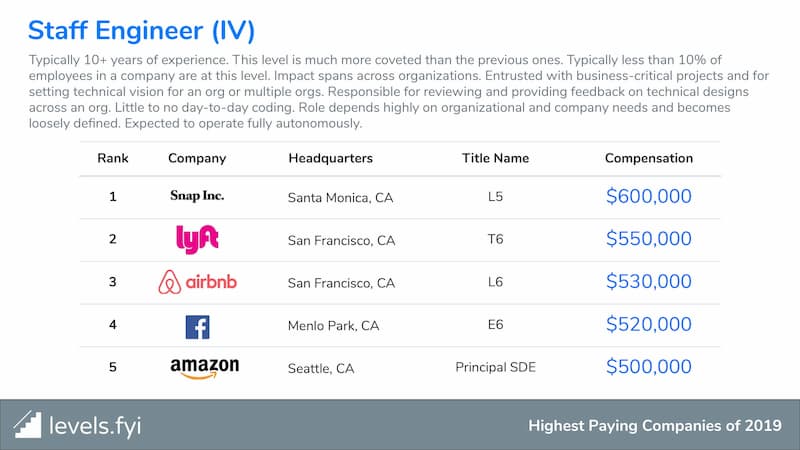 Staff Engineer (IV)
Typically 10+ years of experience. This level is much more coveted than the previous ones. Typically less than 10% of
employees in a company are at this level. Impact spans across organizations. Entrusted with business-critical projects and for
setting technical vision for an org or multiple orgs. Responsible for reviewing and providing feedback on technical designs
across an org. Little to no day-to-day coding. Role depends highly on organizational and company needs and becomes
loosely defined. Expected to operate fully autonomously.
Rank Company Headquarters Title Name Compensation
1 Snap Inc. Santa Monica, CA L5 $600,000
2 lyft San Francisco, CA T6 $550,000
3 airbnb San Francisco, CA L6 $530,000
4 f Menlo Park, CA E6 $520,000
5 amazon Seattle, CA Principal SDE $500,000
levels.fyi Highest Paying Companies of 2019